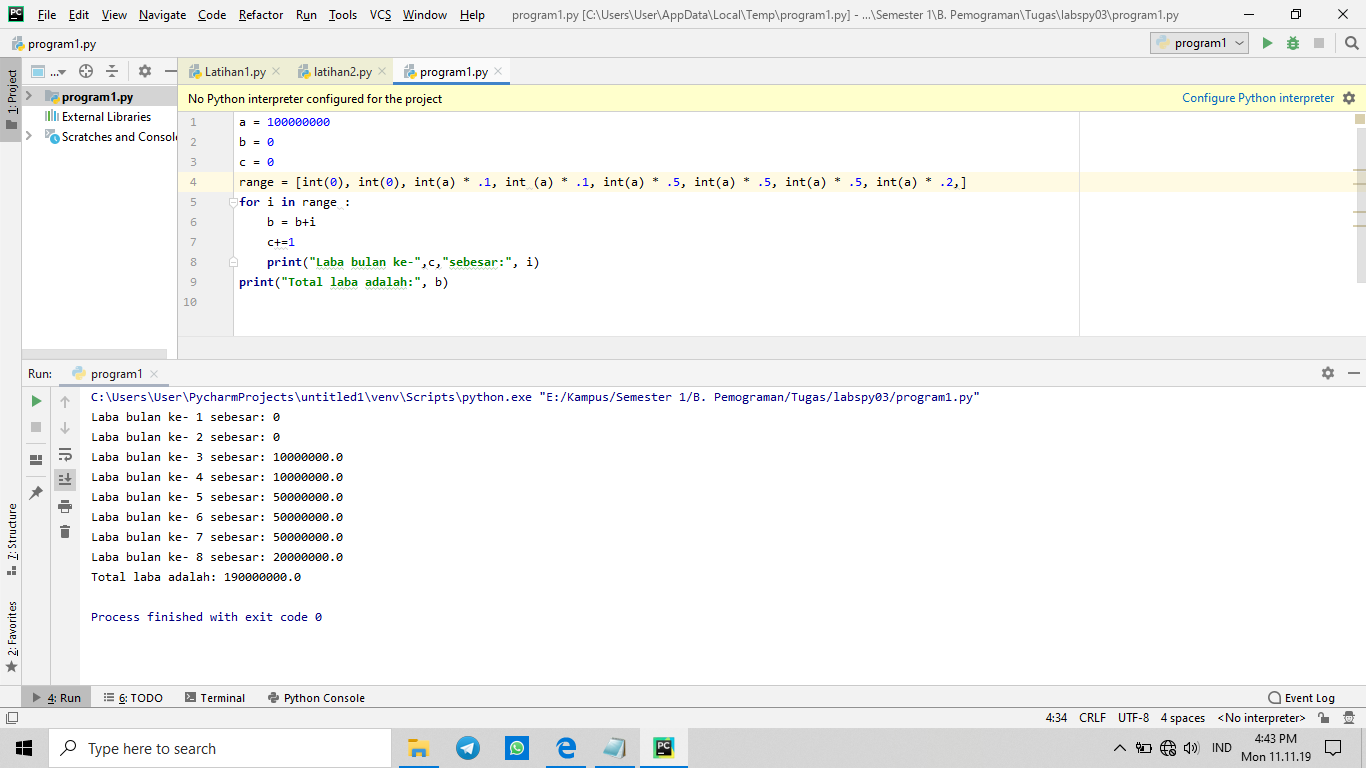 File Edit View Navigate Code Refactor Run Tools VCS Window Help program1.py [C:\Users\User\AppData\Local\Temp\program1.py] - ...\Semester 1\B. Pemograman\Tugas\labspy03\program1.py
program1.py program1
1: Project ... Latihan1.py latihan2.py program1.py
program1.py
External Libraries
Scratches and Consol
No Python interpreter configured for the project Configure Python interpreter
1 a = 100000000
2 b = 0
3 c = 0
4 range = [int(0), int(0), int(a) * .1, int (a) * .1, int(a) * .5, int(a) * .5, int(a) * .5, int(a) * .2,]
5 for i in range :
6 b = b+i
7 c+=1
8 print("Laba bulan ke-",c,"sebesar:", i)
9 print("Total laba adalah:", b)
10
Run: program1
C:\Users\User\PycharmProjects\untitled1\venv\Scripts\python.exe "E:/Kampus/Semester 1/B. Pemograman/Tugas/labspy03/program1.py"
Laba bulan ke- 1 sebesar: 0
Laba bulan ke- 2 sebesar: 0
Laba bulan ke- 3 sebesar: 10000000.0
Laba bulan ke- 4 sebesar: 10000000.0
Laba bulan ke- 5 sebesar: 50000000.0
Laba bulan ke- 6 sebesar: 50000000.0
Laba bulan ke- 7 sebesar: 50000000.0
Laba bulan ke- 8 sebesar: 20000000.0
Total laba adalah: 190000000.0
Process finished with exit code 0
7: Structure
2: Favorites
4: Run 6: TODO Terminal Python Console Event Log
4:34 CRLF UTF-8 4 spaces <No interpreter>
Type here to search PC IND 4:43 PM
Mon 11.11.19